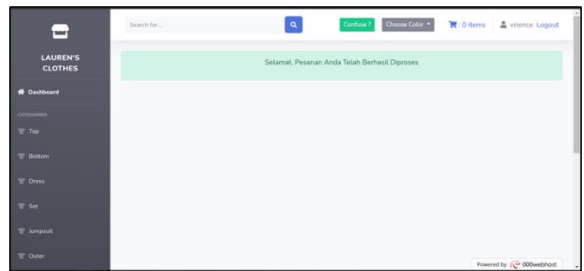 LAUREN'S
CLOTHES
Dashboard
CATEGORIES
Top
Bottom
Dress
Set
Jumpsuit
Outer
Search for...
Confuse ?
Choose Color
: 0 items
vrience
Logout
Selamat, Pesanan Anda Telah Berhasil Diproses
Powered by 000webhost